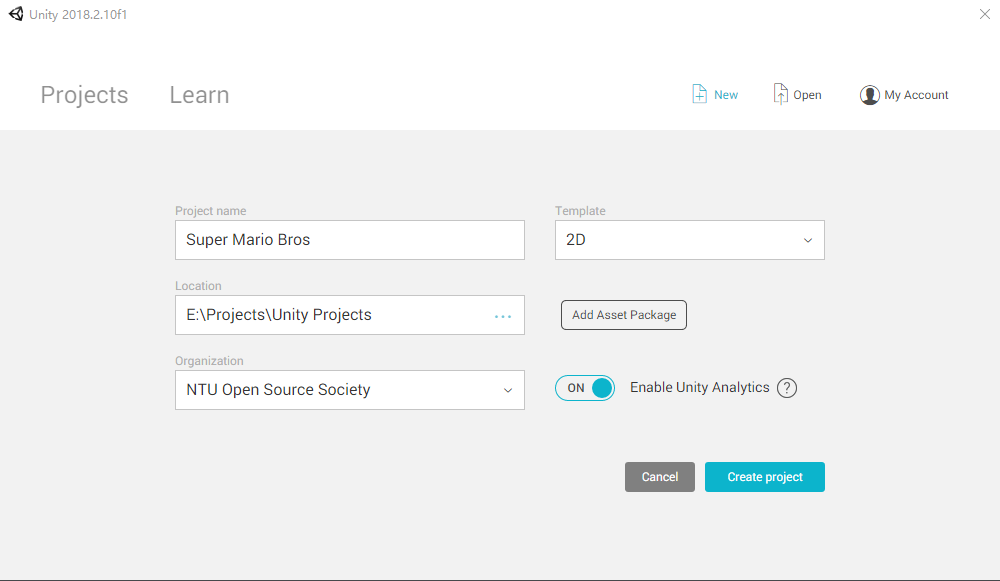 Unity 2018.2.10f1
Projects Learn New Open My Account
Project name Template
Super Mario Bros 2D
Location
E:\Projects\Unity Projects ... Add Asset Package
Organization
NTU Open Source Society ON Enable Unity Analytics ?
Cancel Create project